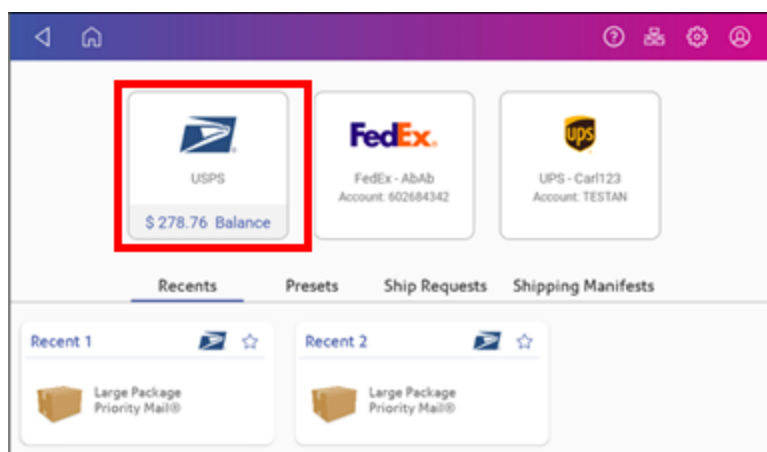 USPS
$ 278.76 Balance
FedEx.
FedEx - AbAb
Account: 602684342
ups
UPS - Carl123
Account: TESTAN
Recents
Presets
Ship Requests
Shipping Manifests
Recent 1
Large Package
Priority Mail®
Recent 2
Large Package
Priority Mail®